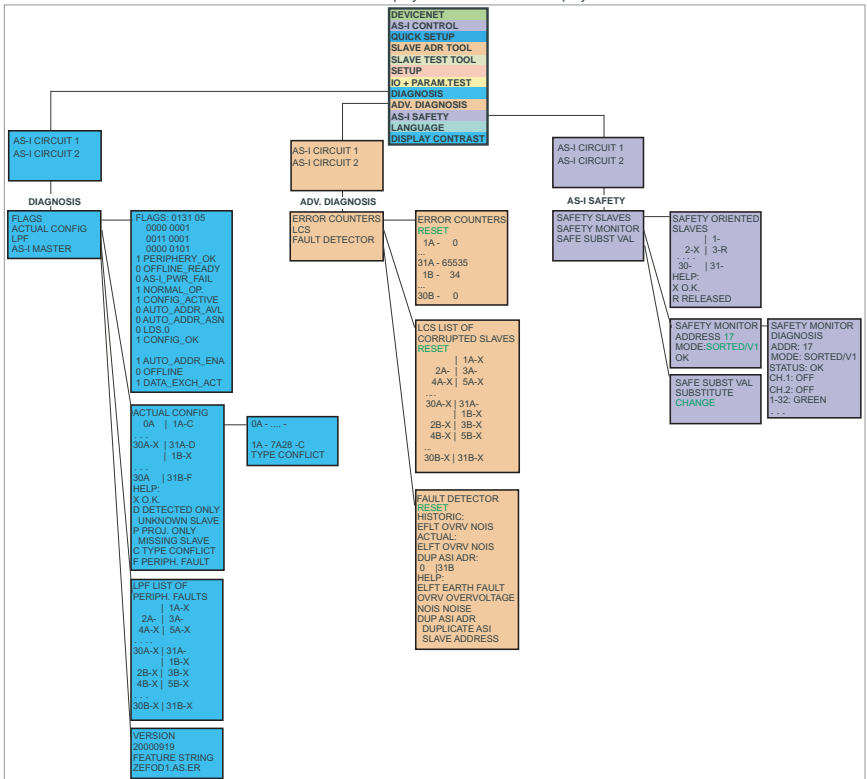 DEVICENET
AS-I CONTROL
QUICK SETUP
SLAVE ADR TOOL
SLAVE TEST TOOL
SETUP
IO + PARAM.TEST
DIAGNOSIS
ADV. DIAGNOSIS
AS-I SAFETY
LANGUAGE
DISPLAY CONTRAST
AS-I CIRCUIT 1
AS-I CIRCUIT 2
DIAGNOSIS
FLAGS
ACTUAL CONFIG
LPF
AS-I MASTER
FLAGS: 0131 05
0000 0001
0011 0001
0000 0101
1 PERIPHERY_OK
0 OFFLINE_READY
0 AS-I_PWR_FAIL
1 NORMAL_OP.
1 CONFIG_ACTIVE
0 AUTO_ADDR_AVL
0 AUTO_ADDR_ASN
0 LDS.0
1 CONFIG_OK
1 AUTO_ADDR_ENA
0 OFFLINE
1 DATA_EXCH_ACT
ACTUAL CONFIG
0A | 1A-C
. . .
30A-X | 31A-D
| 1B-X
. . .
30A | 31B-F
HELP:
X O.K.
D DETECTED ONLY
UNKNOWN SLAVE
P PROJ. ONLY
MISSING SLAVE
C TYPE CONFLICT
F PERIPH. FAULT
0A - .... -
1A - 7A28 -C
TYPE CONFLICT
LPF LIST OF
PERIPH. FAULTS
| 1A-X
2A- | 3A-
4A-X | 5A-X
. . . .
30A-X | 31A-
| 1B-X
2B-X | 3B-X
4B-X | 5B-X
. . .
30B-X | 31B-X
VERSION
20000919
FEATURE STRING
ZEFOD1.AS.ER
AS-I CIRCUIT 1
AS-I CIRCUIT 2
ADV. DIAGNOSIS
ERROR COUNTERS
LCS
FAULT DETECTOR
ERROR COUNTERS
RESET
1A - 0
...
31A - 65535
1B - 34
...
30B - 0
LCS LIST OF
CORRUPTED SLAVES
RESET
| 1A-X
2A- | 3A-
4A-X | 5A-X
....
30A-X | 31A-
| 1B-X
2B-X | 3B-X
4B-X | 5B-X
...
30B-X | 31B-X
FAULT DETECTOR
RESET
HISTORIC:
EFLT OVRV NOIS
ACTUAL:
ELFT OVRV NOIS
DUP ASI ADR:
0 |31B
HELP:
ELFT EARTH FAULT
OVRV OVERVOLTAGE
NOIS NOISE
DUP ASI ADR
DUPLICATE ASI
SLAVE ADDRESS
AS-I CIRCUIT 1
AS-I CIRCUIT 2
AS-I SAFETY
SAFETY SLAVES
SAFETY MONITOR
SAFE SUBST VAL
SAFETY ORIENTED
SLAVES
| 1-
2-X | 3-R
. . . .
30- | 31-
HELP:
X O.K.
R RELEASED
SAFETY MONITOR
ADDRESS 17
MODE:SORTED/V1
OK
SAFETY MONITOR
DIAGNOSIS
ADDR: 17
MODE: SORTED/V1
STATUS: OK
CH.1: OFF
CH.2: OFF
1-32: GREEN
. . .
SAFE SUBST VAL
SUBSTITUTE
CHANGE